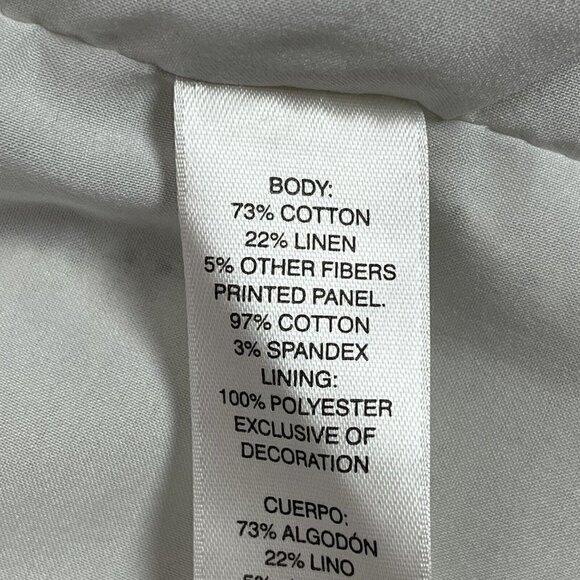 BODY:
73% COTTON
22% LINEN
5% OTHER FIBERS
PRINTED PANEL.
97% COTTON
3% SPANDEX
LINING:
100% POLYESTER
EXCLUSIVE OF
DECORATION
CUERPO:
73% ALGODÓN
22% LINO